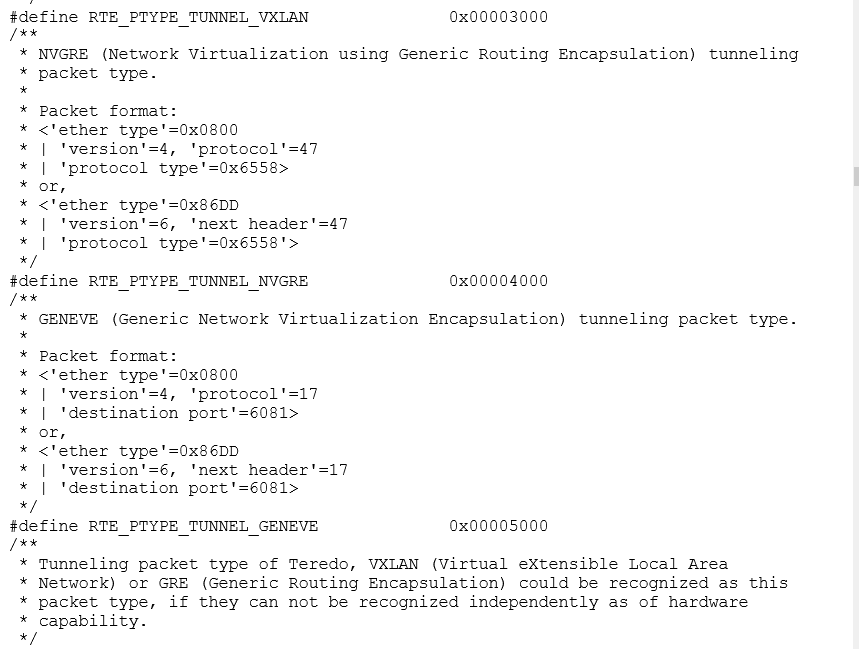 #define RTE_PTYPE_TUNNEL_VXLAN              0x00003000
/**
 * NVGRE (Network Virtualization using Generic Routing Encapsulation) tunneling
 * packet type.
 *
 * Packet format:
 * <'ether type'=0x0800
 * | 'version'=4, 'protocol'=47
 * | 'protocol type'=0x6558>
 * or,
 * <'ether type'=0x86DD
 * | 'version'=6, 'next header'=47
 * | 'protocol type'=0x6558'>
 */
#define RTE_PTYPE_TUNNEL_NVGRE              0x00004000
/**
 * GENEVE (Generic Network Virtualization Encapsulation) tunneling packet type.
 *
 * Packet format:
 * <'ether type'=0x0800
 * | 'version'=4, 'protocol'=17
 * | 'destination port'=6081>
 * or,
 * <'ether type'=0x86DD
 * | 'version'=6, 'next header'=17
 * | 'destination port'=6081>
 */
#define RTE_PTYPE_TUNNEL_GENEVE             0x00005000
/**
 * Tunneling packet type of Teredo, VXLAN (Virtual eXtensible Local Area
 * Network) or GRE (Generic Routing Encapsulation) could be recognized as this
 * packet type, if they can not be recognized independently as of hardware
 * capability.
 */